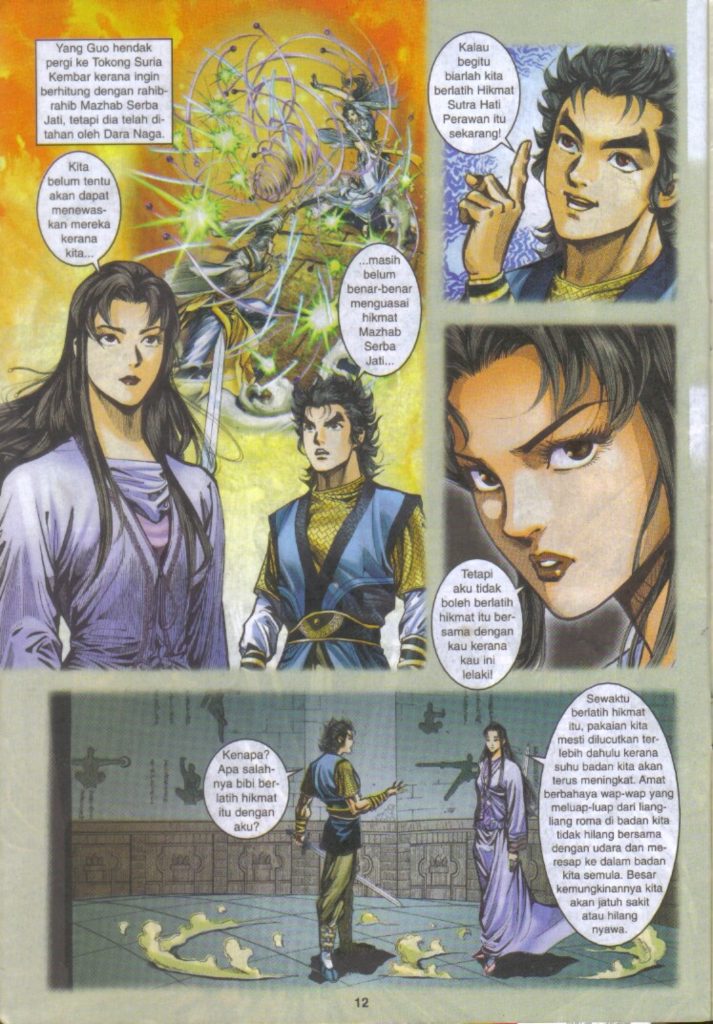 Yang Guo hendak
pergi ke Tokong Suria
Kembar kerana ingin
berhitung dengan rahib-
rahib Mazhab Serba
Jati, tetapi dia telah di-
tahan oleh Dara Naga.
Kita
belum tentu
akan dapat
menewas-
kan mereka
kerana
kita...
...masih
belum
benar-benar
menguasai
hikmat
Mazhab
Serba
Jati...
Kalau
begitu
biarlah kita
berlatih Hikmat
Sutra Hati
Perawan itu
sekarang!
Tetapi
aku tidak
boleh berlatih
hikmat itu ber-
sama dengan
kau kerana
kau ini
lelaki!
Kenapa?
Apa salah-
nya bibi ber-
latih hikmat
itu dengan
aku?
Sewaktu
berlatih hikmat
itu, pakaian kita
mesti dilucutkan ter-
lebih dahulu kerana
suhu badan kita akan
terus meningkat. Amat
berbahaya wap-wap yang
meluap-luap dari liang-
liang roma di badan kita
tidak hilang bersama
dengan udara dan me-
resap ke dalam badan
kita semula. Besar
kemungkinannya kita
akan jatuh sakit
atau hilang
nyawa.
12